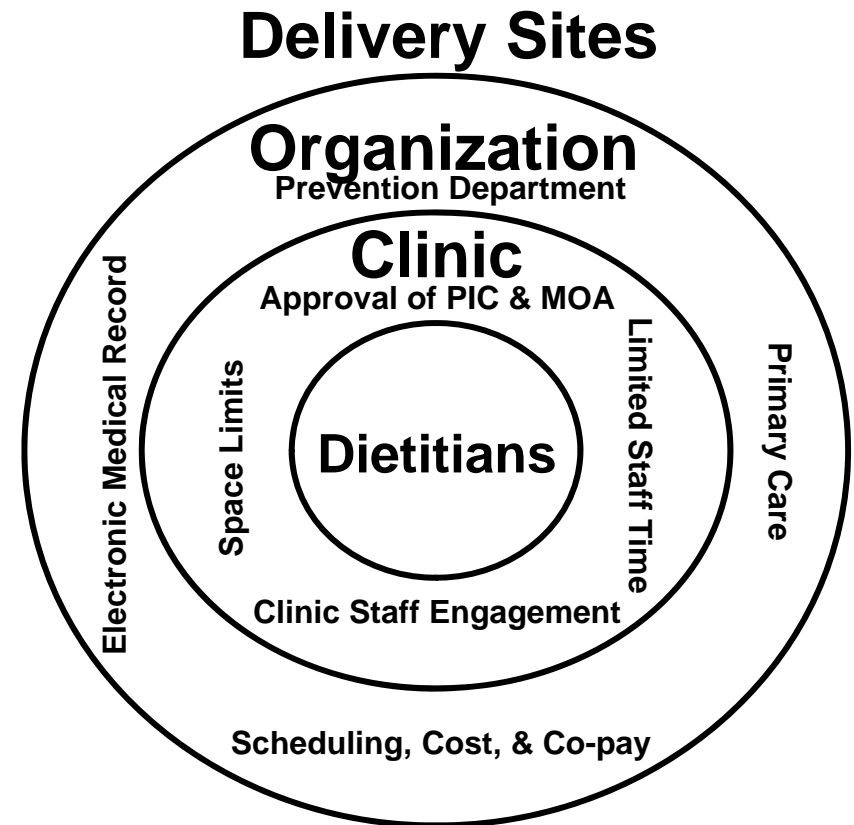 Delivery Sites
Organization
Prevention Department
Clinic
Approval of PIC & MOA
Electronic Medical Record
Space Limits
Dietitians
Limited Staff Time
Primary Care
Clinic Staff Engagement
Scheduling, Cost, & Co-pay